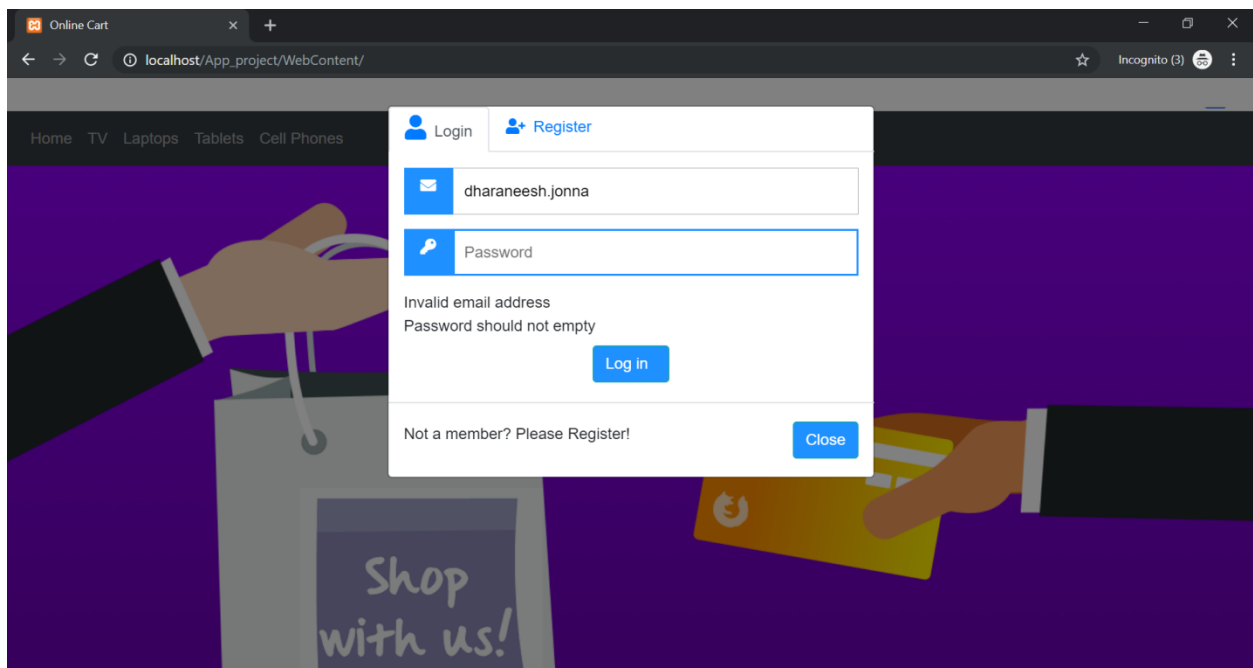 Online Cart
localhost/App_project/WebContent/
Incognito (3)
Home TV Laptops Tablets Cell Phones
Login
Register
dharaneesh.jonna
Password
Invalid email address
Password should not empty
Log in
Not a member? Please Register!
Close
Shop
with us!